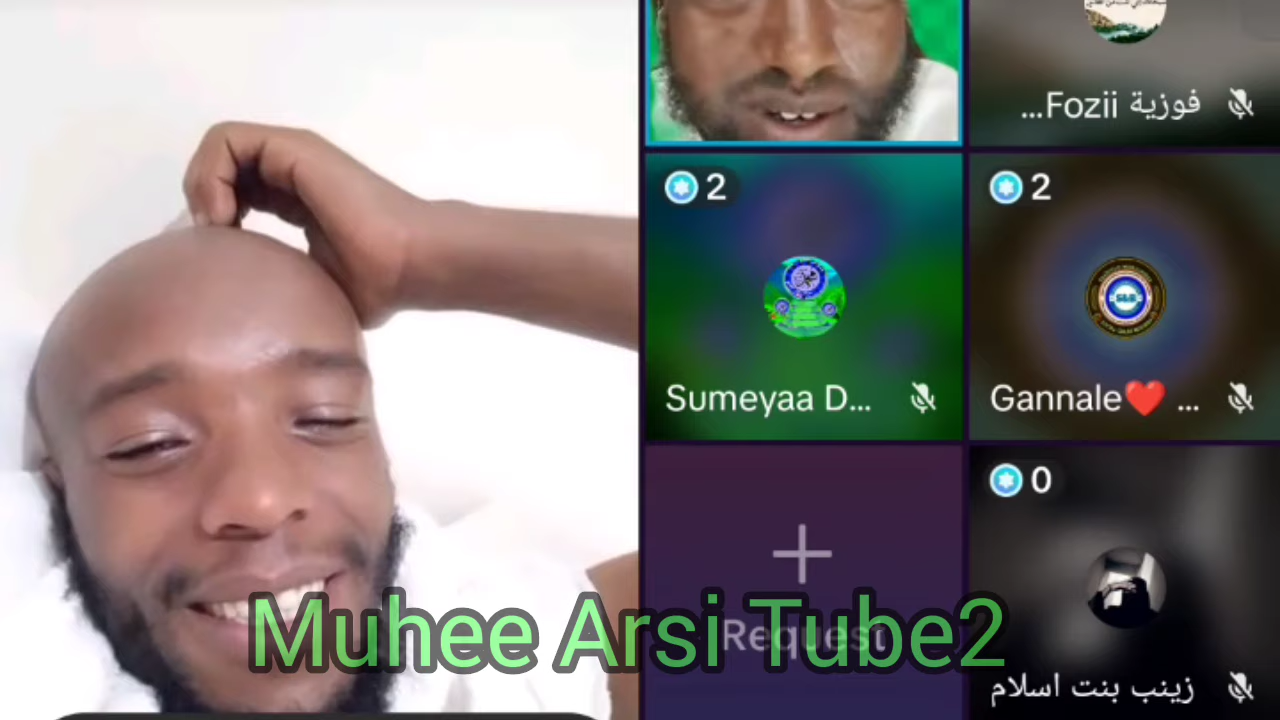 فوزية Fozii...
2
2
Sumeyaa D...
Gannale❤️ ...
0
Request
Muhee Arsi Tube2
زينب بنت اسلام